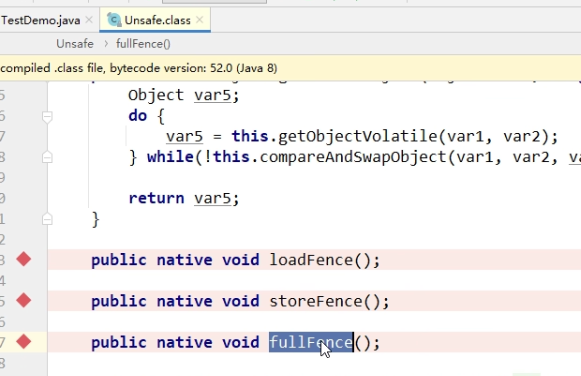 TestDemo.java × Unsafe.class ×
Unsafe › fullFence()
compiled .class file, bytecode version: 52.0 (Java 8)
5 Object var5;
6 do {
7 var5 = this.getObjectVolatile(var1, var2);
8 } while(!this.compareAndSwapObject(var1, var2,
9
0 return var5;
1 }
2
3 public native void loadFence();
4
5 public native void storeFence();
6
7 public native void fullFence();
8